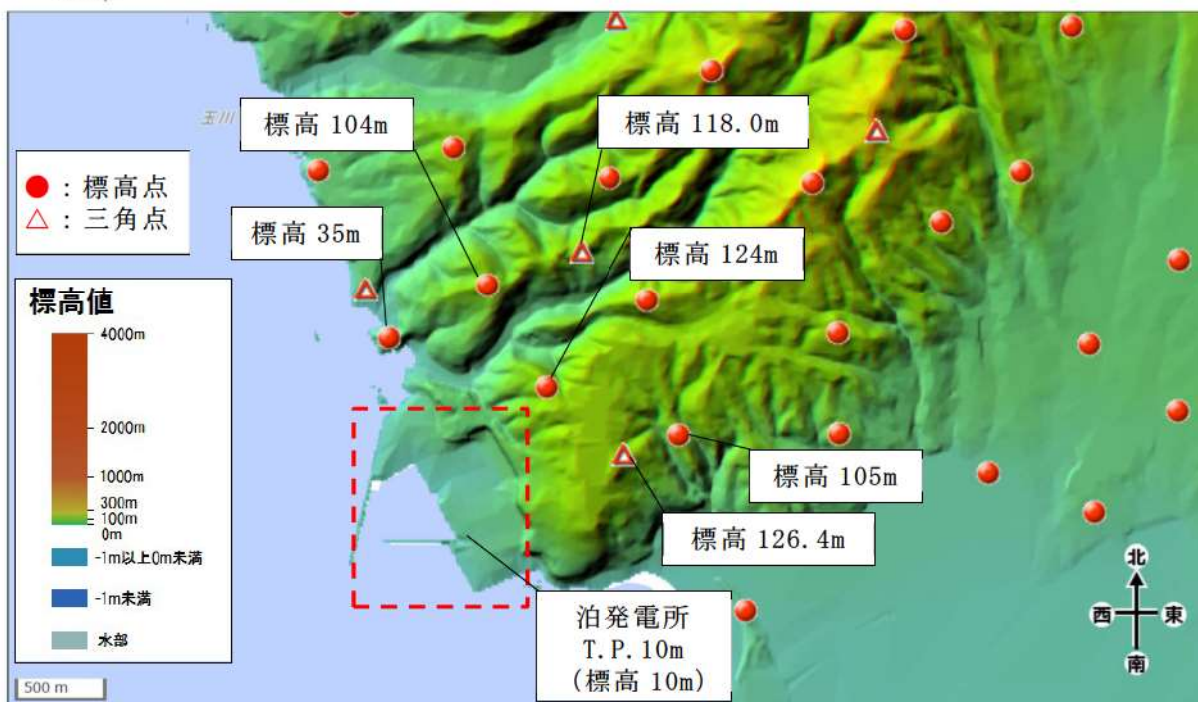 玉川
標高 104m
標高 118.0m
●：標高点
△：三角点
標高 35m
標高 124m
標高値
4000m
2000m
1000m
300m
100m
0m
-1m以上0m未満
-1m未満
水部
標高 105m
標高 126.4m
泊発電所
T.P.10m
（標高 10m）
北
西
東
南
500 m